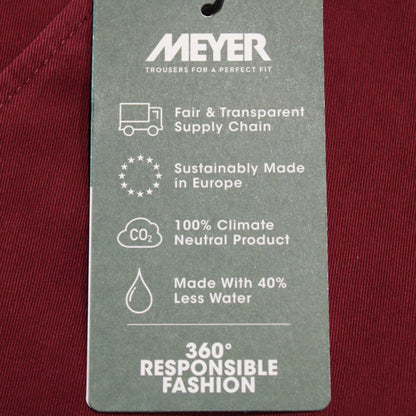 MEYER
TROUSERS FOR A PERFECT FIT
Fair & Transparent
Supply Chain
Sustainably Made
in Europe
CO₂
100% Climate
Neutral Product
Made With 40%
Less Water
360°
RESPONSIBLE
FASHION